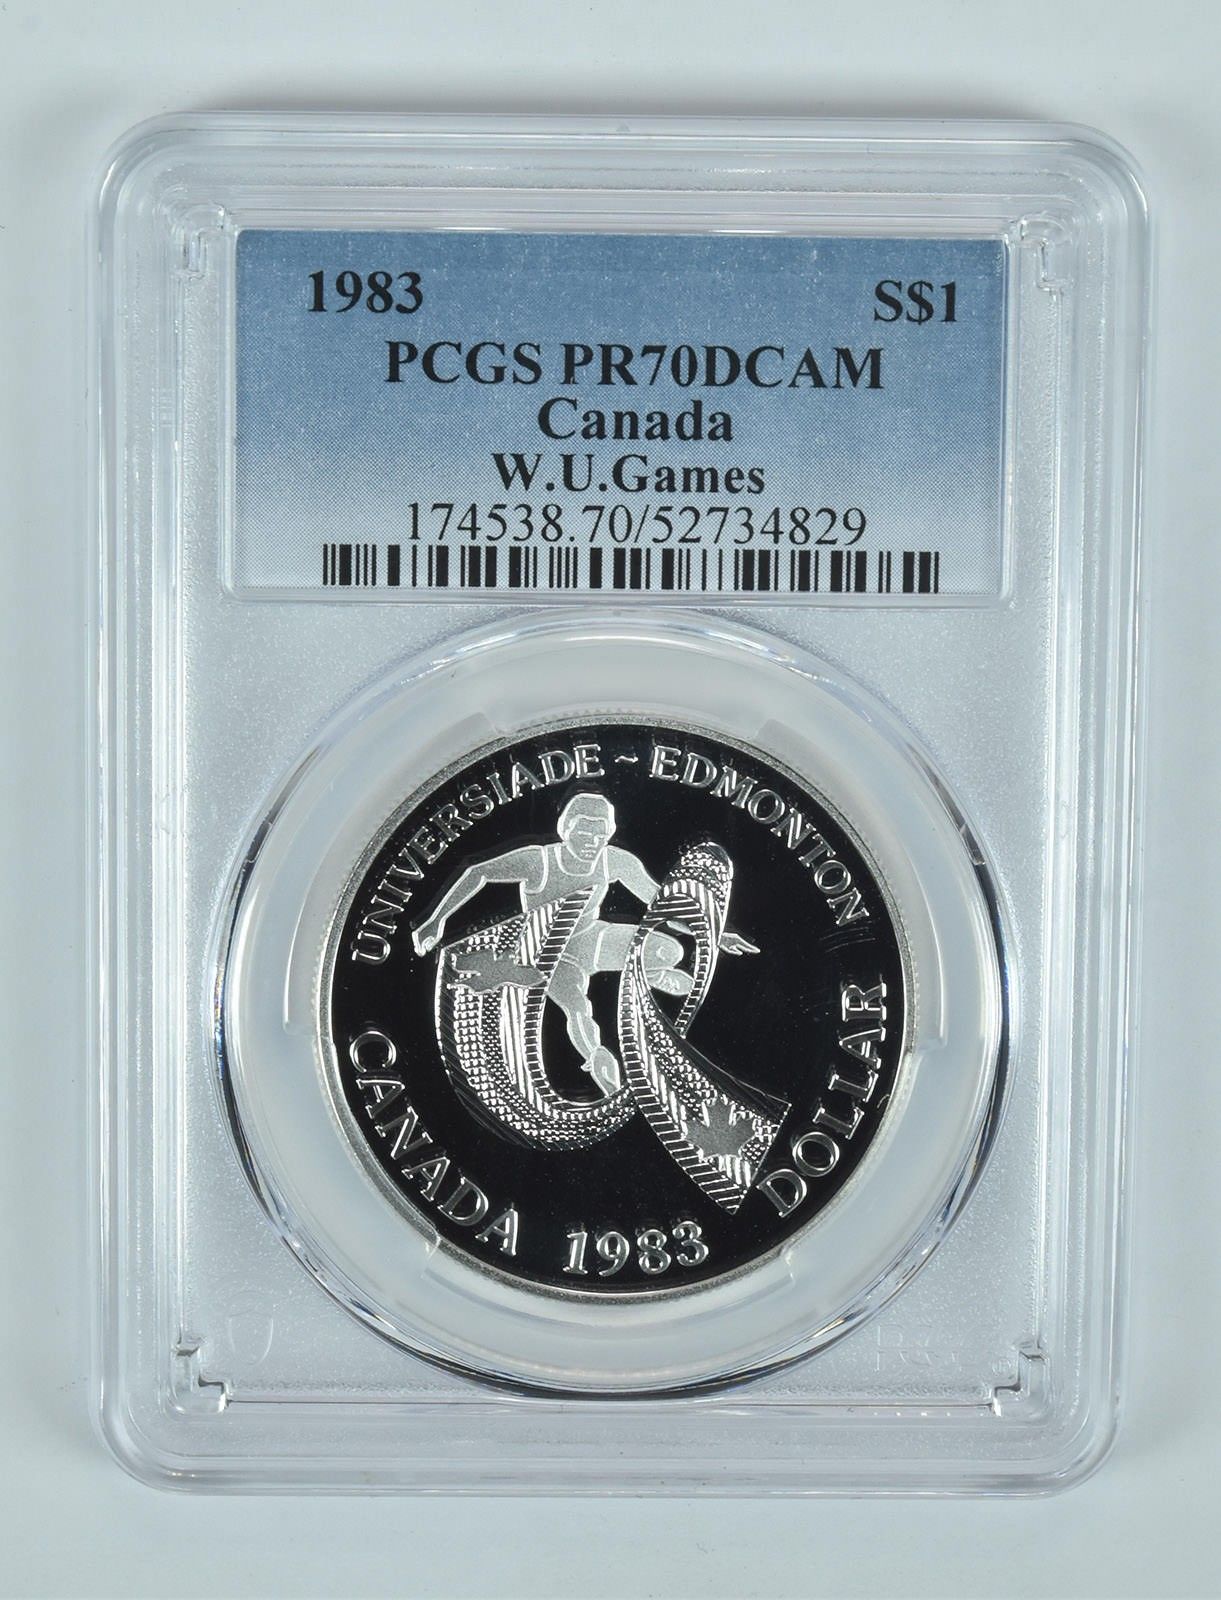 1983 S$1
PCGS PR70DCAM
Canada
W.U.Games
174538.70/52734829
UNIVERSIADE ~ EDMONTON
CANADA 1983 DOLLAR